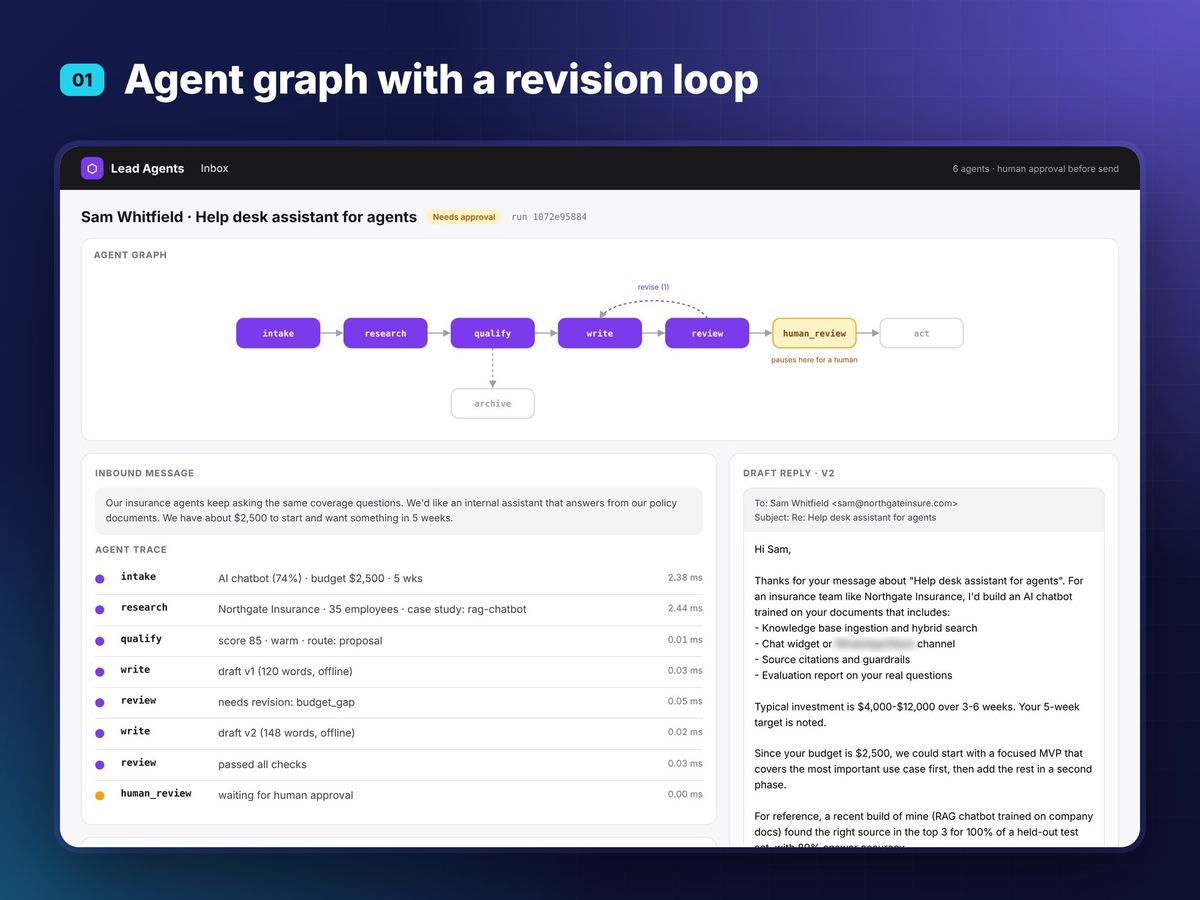 01 Agent graph with a revision loop
Lead Agents Inbox 6 agents · human approval before send
Sam Whitfield · Help desk assistant for agents Needs approval run 1072e95884
AGENT GRAPH
revise (1)
intake research qualify write review human_review act
pauses here for a human
archive
INBOUND MESSAGE
Our insurance agents keep asking the same coverage questions. We'd like an internal assistant that answers from our policy
documents. We have about $2,500 to start and want something in 5 weeks.
AGENT TRACE
intake AI chatbot (74%) · budget $2,500 · 5 wks 2.38 ms
research Northgate Insurance · 35 employees · case study: rag-chatbot 2.44 ms
qualify score 85 · warm · route: proposal 0.01 ms
write draft v1 (120 words, offline) 0.03 ms
review needs revision: budget_gap 0.05 ms
write draft v2 (148 words, offline) 0.02 ms
review passed all checks 0.03 ms
human_review waiting for human approval 0.00 ms
DRAFT REPLY · V2
To: Sam Whitfield <sam@northgateinsure.com>
Subject: Re: Help desk assistant for agents
Hi Sam,
Thanks for your message about "Help desk assistant for agents". For
an insurance team like Northgate Insurance, I'd build an AI chatbot
trained on your documents that includes:
- Knowledge base ingestion and hybrid search
- Chat widget or channel
- Source citations and guardrails
- Evaluation report on your real questions
Typical investment is $4,000-$12,000 over 3-6 weeks. Your 5-week
target is noted.
Since your budget is $2,500, we could start with a focused MVP that
covers the most important use case first, then add the rest in a second
phase.
For reference, a recent build of mine (RAG chatbot trained on company
docs) found the right source in the top 3 for 100% of a held-out test